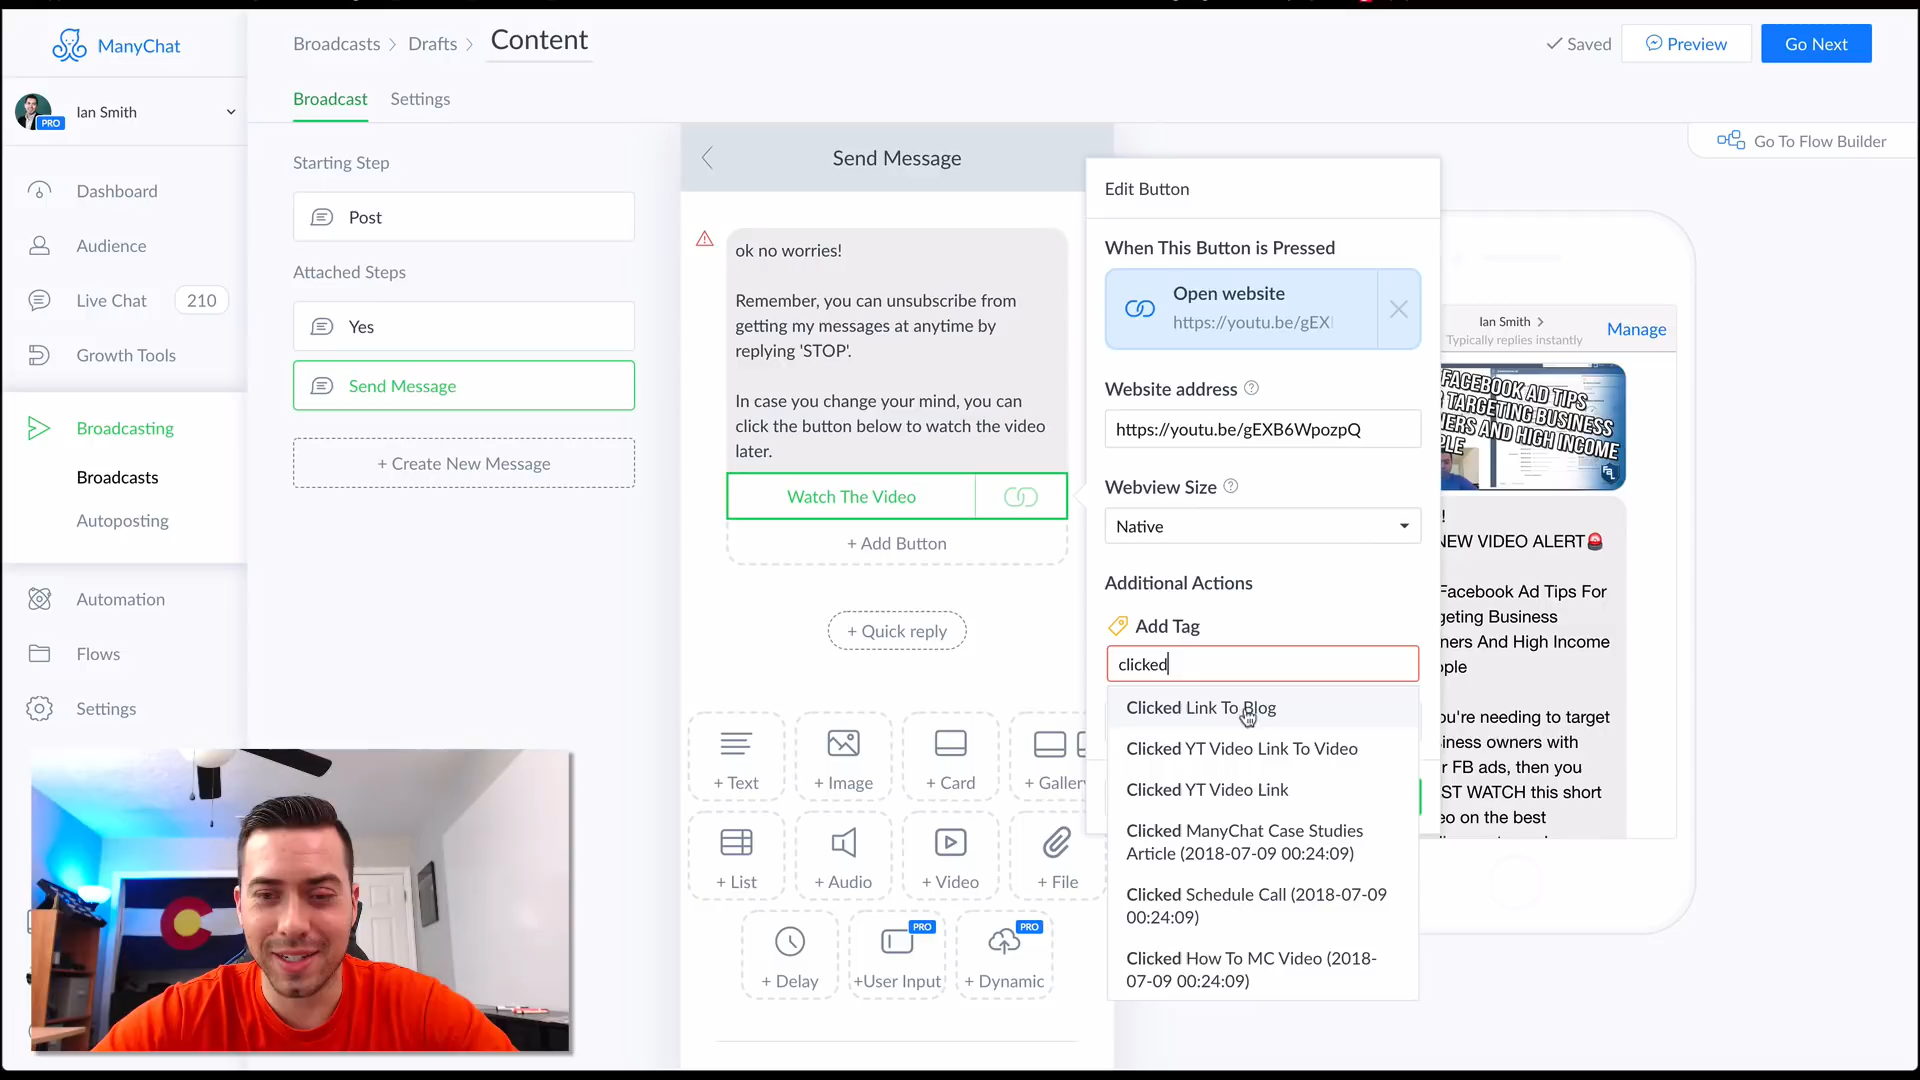 ManyChat
Broadcasts
Drafts
Content
Saved
Preview
Go Next
PRO
Ian Smith
Broadcast
Settings
Go To Flow Builder
Dashboard
Audience
Live Chat
210
Growth Tools
Broadcasting
Broadcasts
Autoposting
Automation
Flows
Settings
Starting Step
Post
Attached Steps
Yes
Send Message
+ Create New Message
Send Message
ok no worries!
Remember, you can unsubscribe from
getting my messages at anytime by
replying 'STOP'.
In case you change your mind, you can
click the button below to watch the video
later.
Watch The Video
+ Add Button
+ Quick reply
+ Text
+ Image
+ Card
+ Gallery
+ List
+ Audio
+ Video
+ File
+ Delay
PRO
+User Input
PRO
+ Dynamic
Edit Button
When This Button is Pressed
Open website
https://youtu.be/gEX
Website address
https://youtu.be/gEXB6WpozpQ
Webview Size
Native
Additional Actions
Add Tag
clicked
Clicked Link To Blog
Clicked YT Video Link To Video
Clicked YT Video Link
Clicked ManyChat Case Studies
Article (2018-07-09 00:24:09)
Clicked Schedule Call (2018-07-09
00:24:09)
Clicked How To MC Video (2018-
07-09 00:24:09)
Ian Smith
Typically replies instantly
Manage
FACEBOOK AD TIPS
TARGETING BUSINESS
NERS AND HIGH INCOME
PLE
!
NEW VIDEO ALERT🚨
Facebook Ad Tips For
geting Business
ners And High Income
ople
ou're needing to target
iness owners with
r FB ads, then you
ST WATCH this short
eo on the best